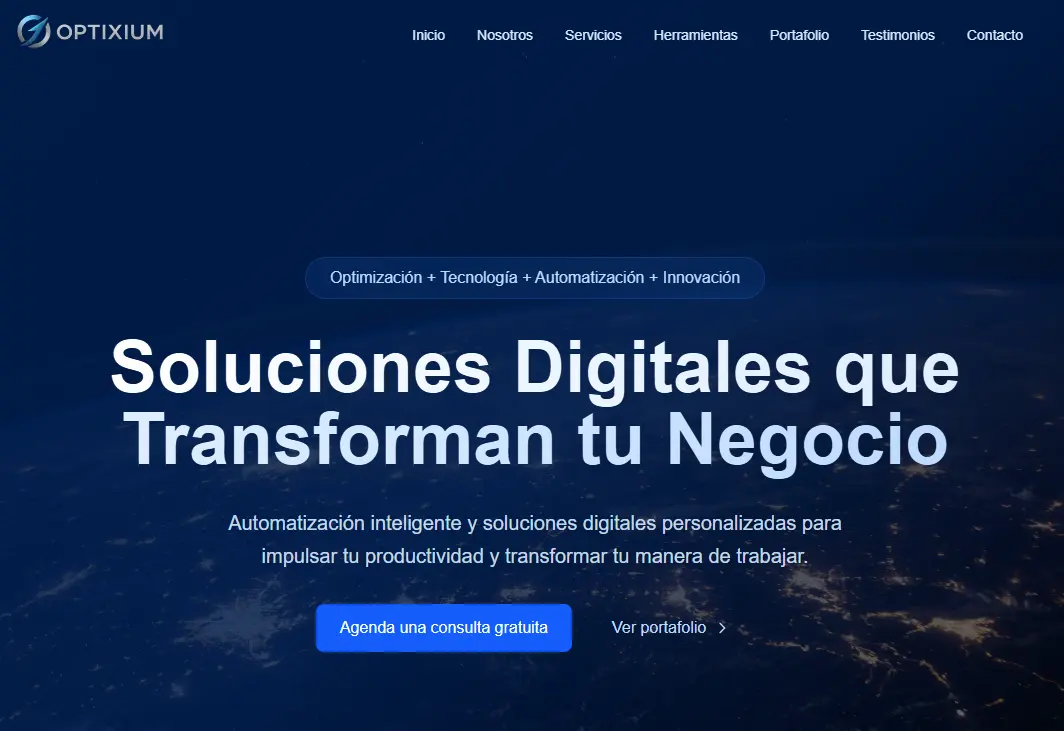 OPTIXIUM
Inicio Nosotros Servicios Herramientas Portafolio Testimonios Contacto
Optimización + Tecnología + Automatización + Innovación
Soluciones Digitales que
Transforman tu Negocio
Automatización inteligente y soluciones digitales personalizadas para
impulsar tu productividad y transformar tu manera de trabajar.
Agenda una consulta gratuita Ver portafolio